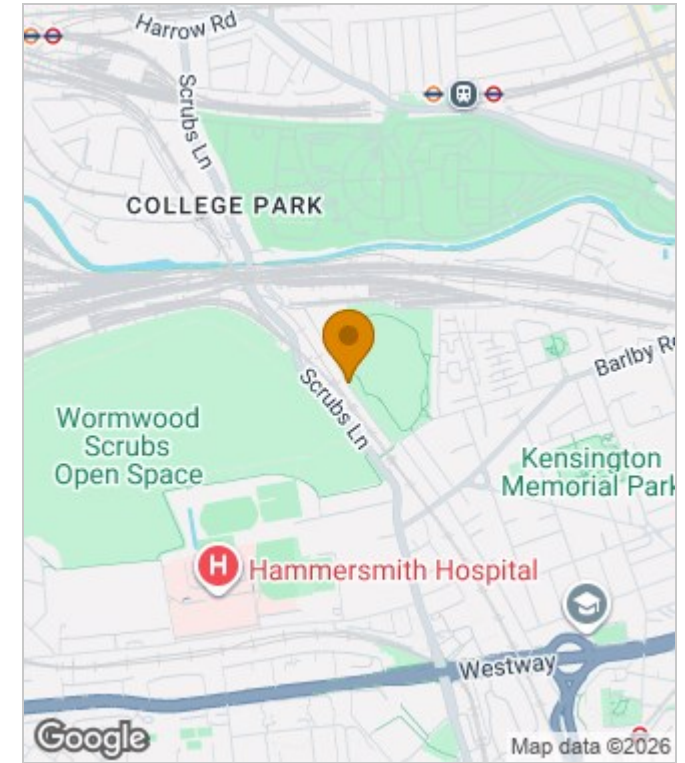 Harrow Rd
Scrubs Ln
COLLEGE PARK
Barlby R
Scrubs Ln
Wormwood
Scrubs
Open Space
Kensington
Memorial Park
H
Hammersmith Hospital
Westway
Google
Map data ©2026